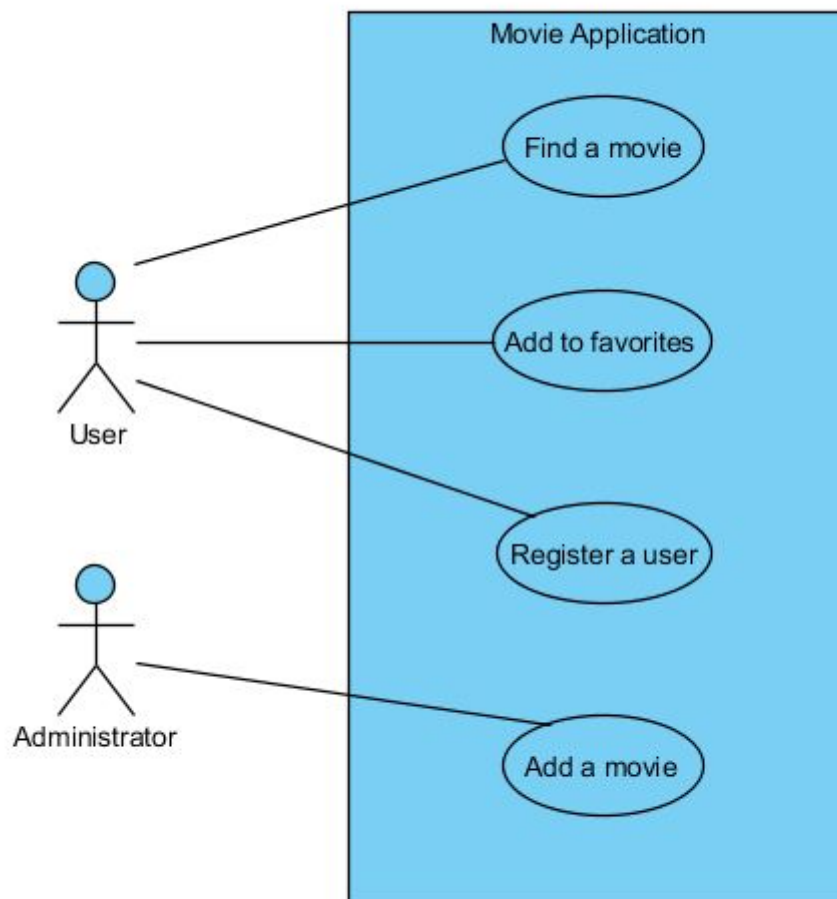 Movie Application
Find a movie
Add to favorites
User
Register a user
Administrator
Add a movie